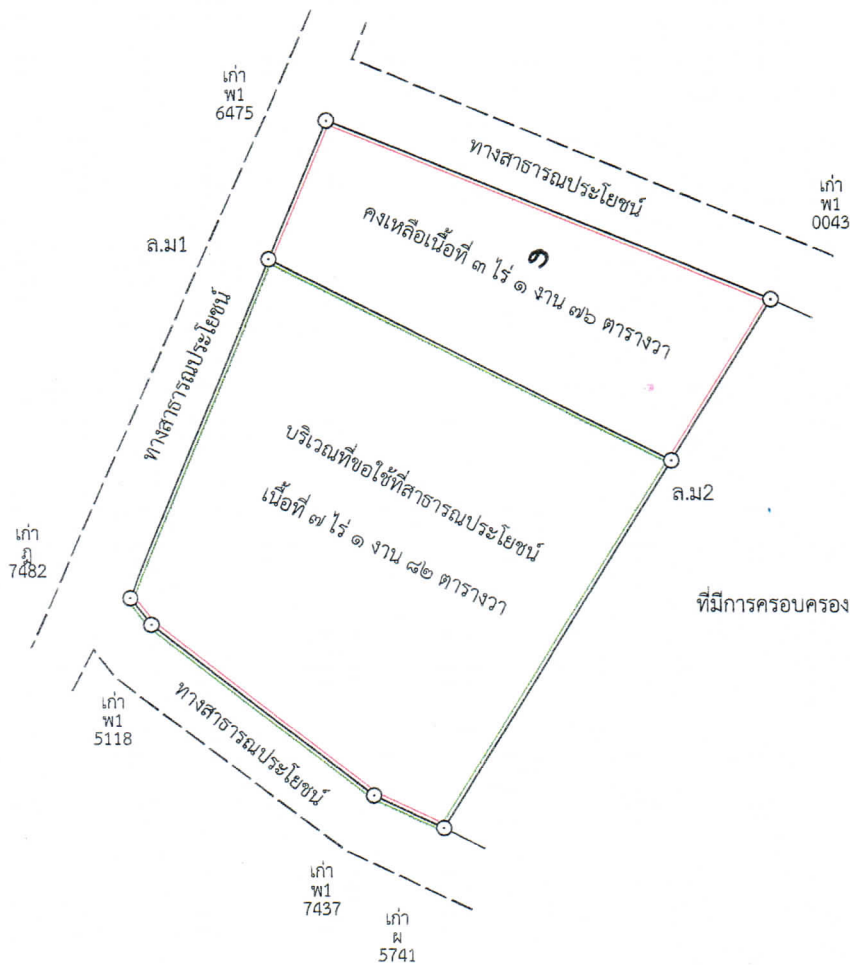 เก่า
พ1
6475
ทางสาธารณประโยชน์
เก่า
พ1
0043
ล.ม1
คงเหลือเนื้อที่ ๓ ไร่ ๑ งาน ๗๖ ตารางวา
๓
ทางสาธารณประโยชน์
บริเวณที่ขอใช้ที่สาธารณประโยชน์
เนื้อที่ ๗ ไร่ ๑ งาน ๘๒ ตารางวา
ล.ม2
เก่า
ฎ
7482
ที่มีการครอบครอง
เก่า
พ1
5118
ทางสาธารณประโยชน์
เก่า
พ1
7437
เก่า
ผ
5741